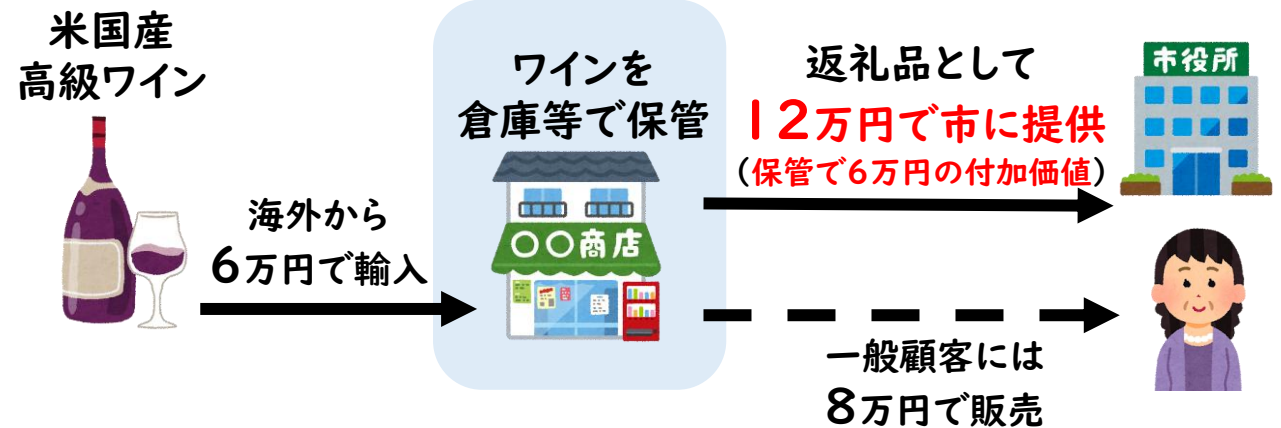 米国産
高級ワイン
海外から
6万円で輸入
ワインを
倉庫等で保管
〇〇商店
返礼品として
12万円で市に提供
(保管で6万円の付加価値)
市役所
一般顧客には
8万円で販売